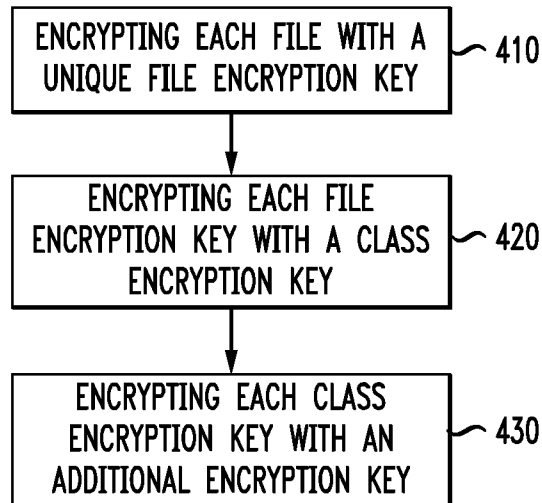 ENCRYPTING EACH FILE WITH A
UNIQUE FILE ENCRYPTION KEY
410
ENCRYPTING EACH FILE
ENCRYPTION KEY WITH A CLASS
ENCRYPTION KEY
420
ENCRYPTING EACH CLASS
ENCRYPTION KEY WITH AN
ADDITIONAL ENCRYPTION KEY
430